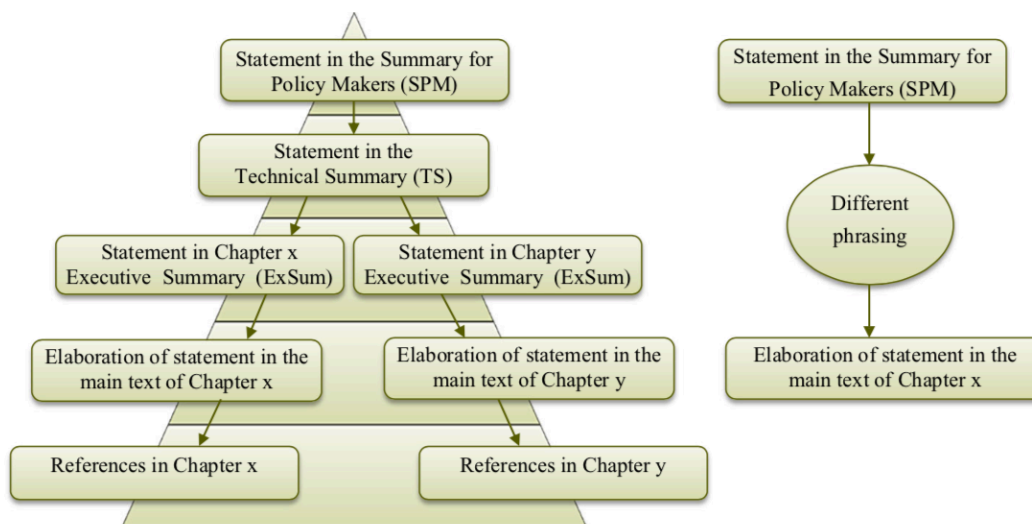 Statement in the Summary for
Policy Makers (SPM)
Statement in the
Technical Summary (TS)
Statement in Chapter x
Executive Summary (ExSum)
Statement in Chapter y
Executive Summary (ExSum)
Elaboration of statement in the
main text of Chapter x
Elaboration of statement in the
main text of Chapter y
References in Chapter x
References in Chapter y
Statement in the Summary for
Policy Makers (SPM)
Different
phrasing
Elaboration of statement in the
main text of Chapter x